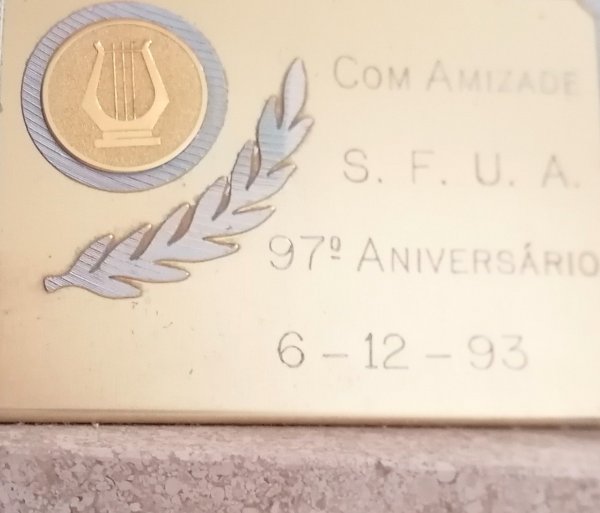 Com Amizade
S. F. U. A.
97º Aniversário
6-12-93